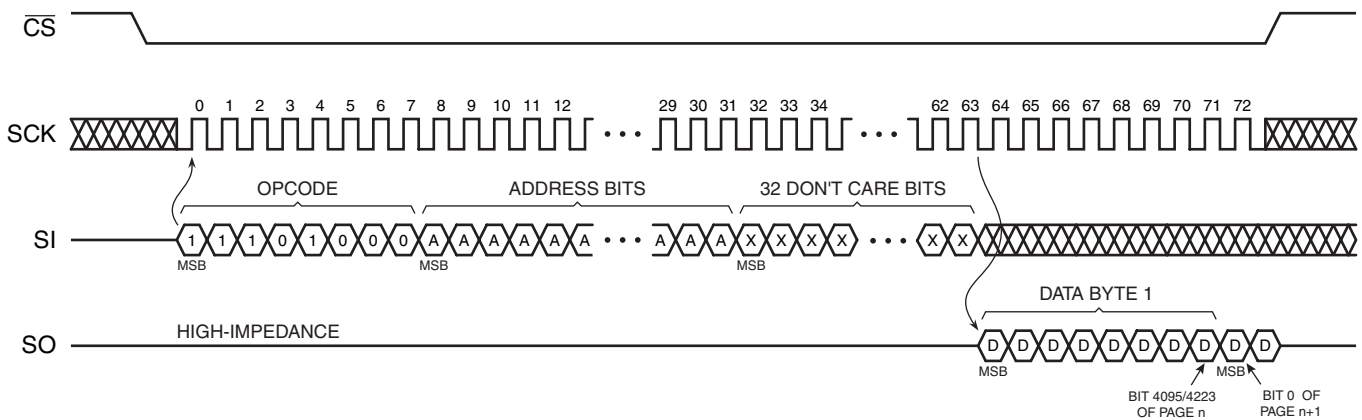 CS
0 1 2 3 4 5 6 7 8 9 10 11 12 29 30 31 32 33 34 62 63 64 65 66 67 68 69 70 71 72
SCK
OPCODE ADDRESS BITS 32 DON'T CARE BITS
SI 1 1 1 0 1 0 0 0 A A A A A A A A A X X X X X X
MSB MSB MSB
DATA BYTE 1
HIGH-IMPEDANCE
SO D D D D D D D D D D
MSB MSB
BIT 4095/4223
OF PAGE n
BIT 0 OF
PAGE n+1